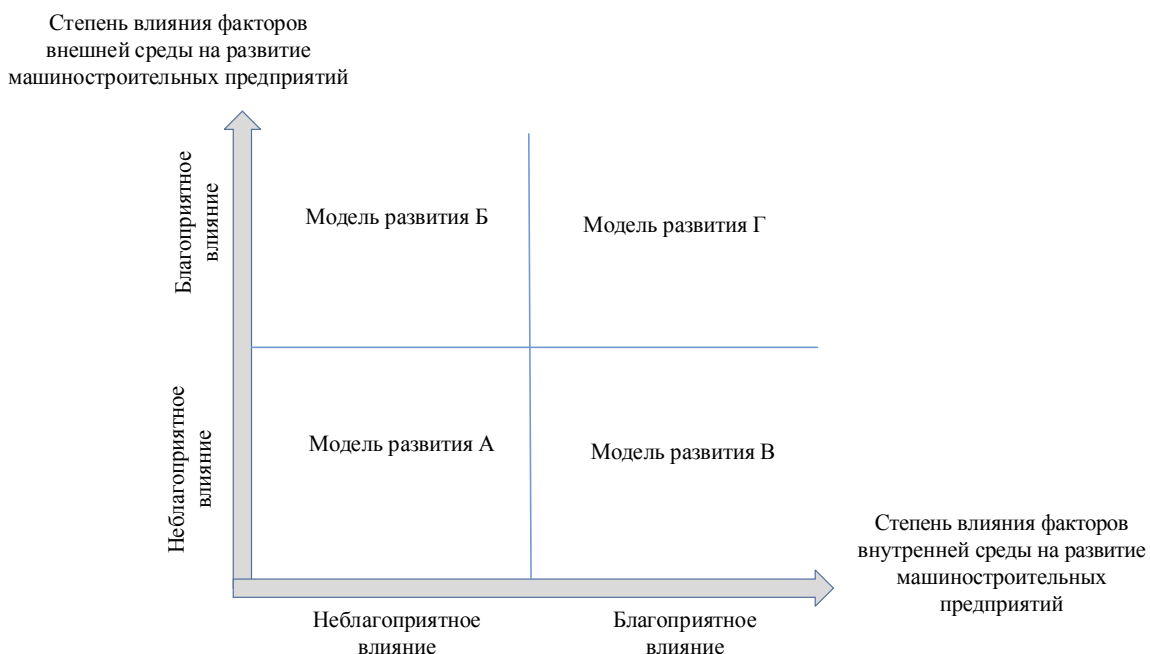 Степень влияния факторов
внешней среды на развитие
машиностроительных предприятий
Благоприятное
влияние
Модель развития Б
Модель развития Г
Неблагоприятное
влияние
Модель развития А
Модель развития В
Степень влияния факторов
внутренней среды на развитие
машиностроительных
предприятий
Неблагоприятное
влияние
Благоприятное
влияние